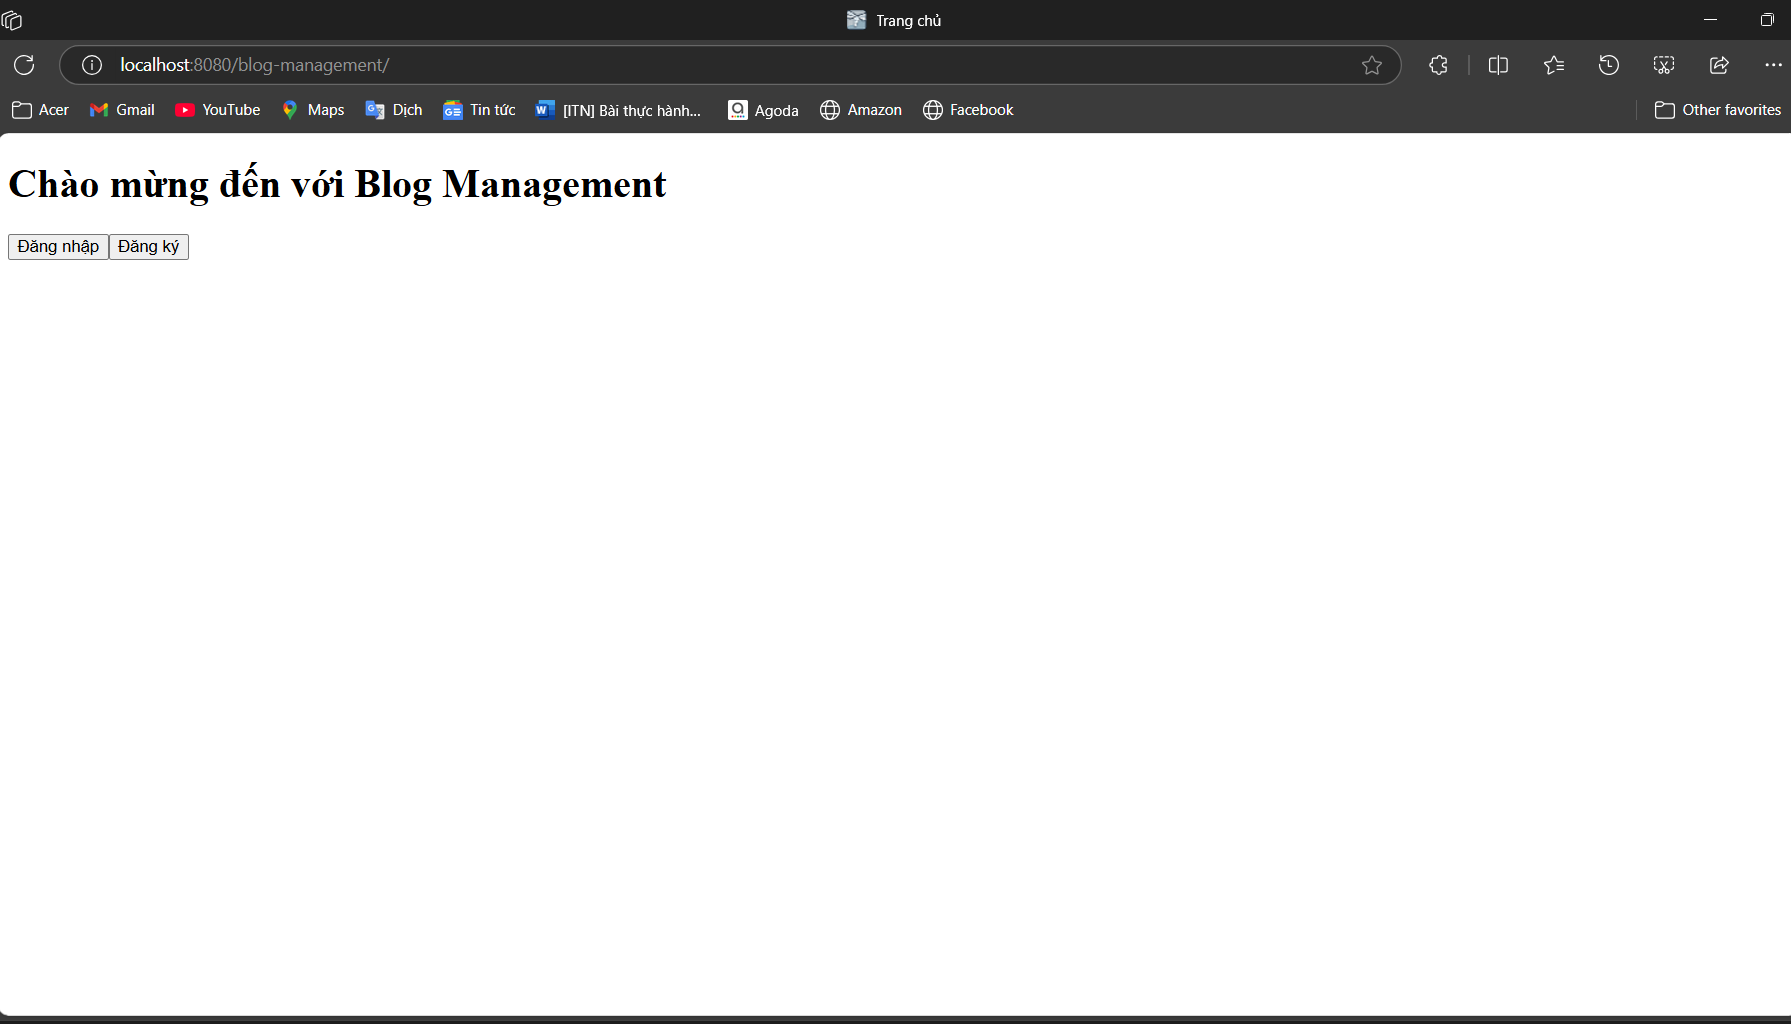 Trang chủ
localhost:8080/blog-management/
Acer Gmail YouTube Maps Dịch Tin tức [ITN] Bài thực hành... Agoda Amazon Facebook Other favorites
Chào mừng đến với Blog Management
Đăng nhập Đăng ký